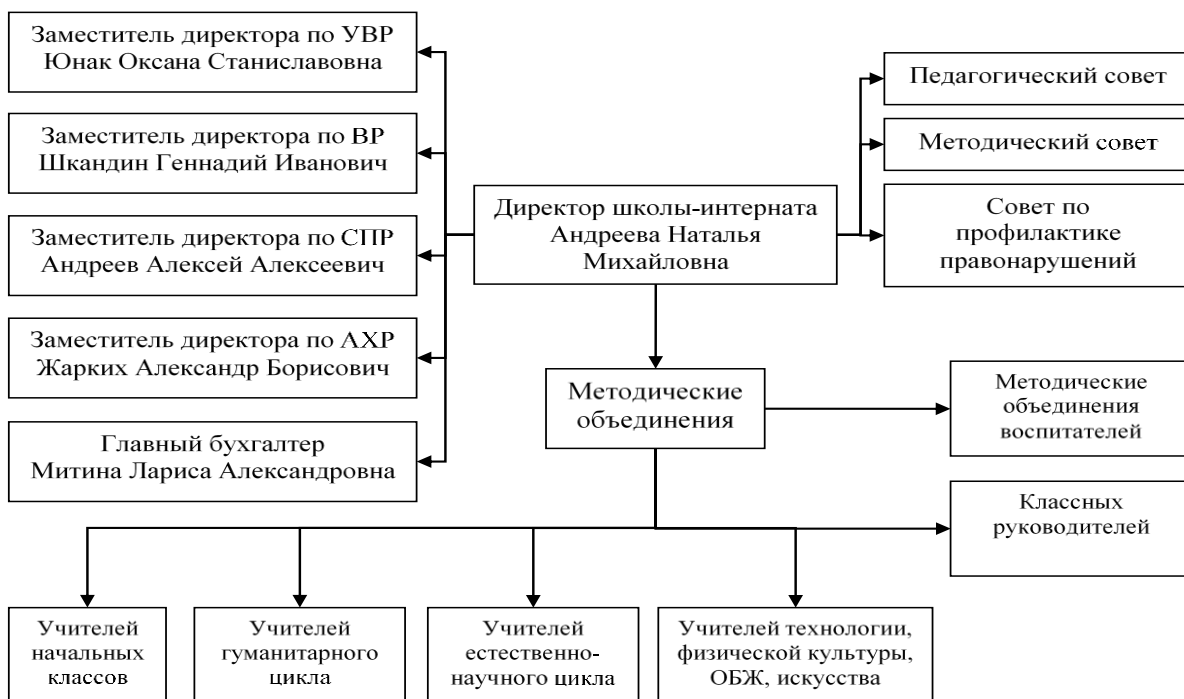 Заместитель директора по УВР
Юнак Оксана Станиславовна
Заместитель директора по ВР
Шкандин Геннадий Иванович
Заместитель директора по СПР
Андреев Алексей Алексеевич
Заместитель директора по АХР
Жарких Александр Борисович
Главный бухгалтер
Митина Лариса Александровна
Директор школы-интерната
Андреева Наталья
Михайловна
Педагогический совет
Методический совет
Совет по
профилактике
правонарушений
Методические
объединения
Методические
объединения
воспитателей
Классных
руководителей
Учителей
начальных
классов
Учителей
гуманитарного
цикла
Учителей
естественно-
научного цикла
Учителей технологии,
физической культуры,
ОБЖ, искусства